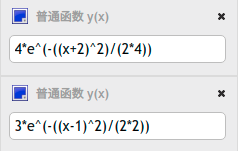 普通函数 y(x)
4*e^(-((x+2)^2)/(2*4))
普通函数 y(x)
3*e^(-((x-1)^2)/(2*2))